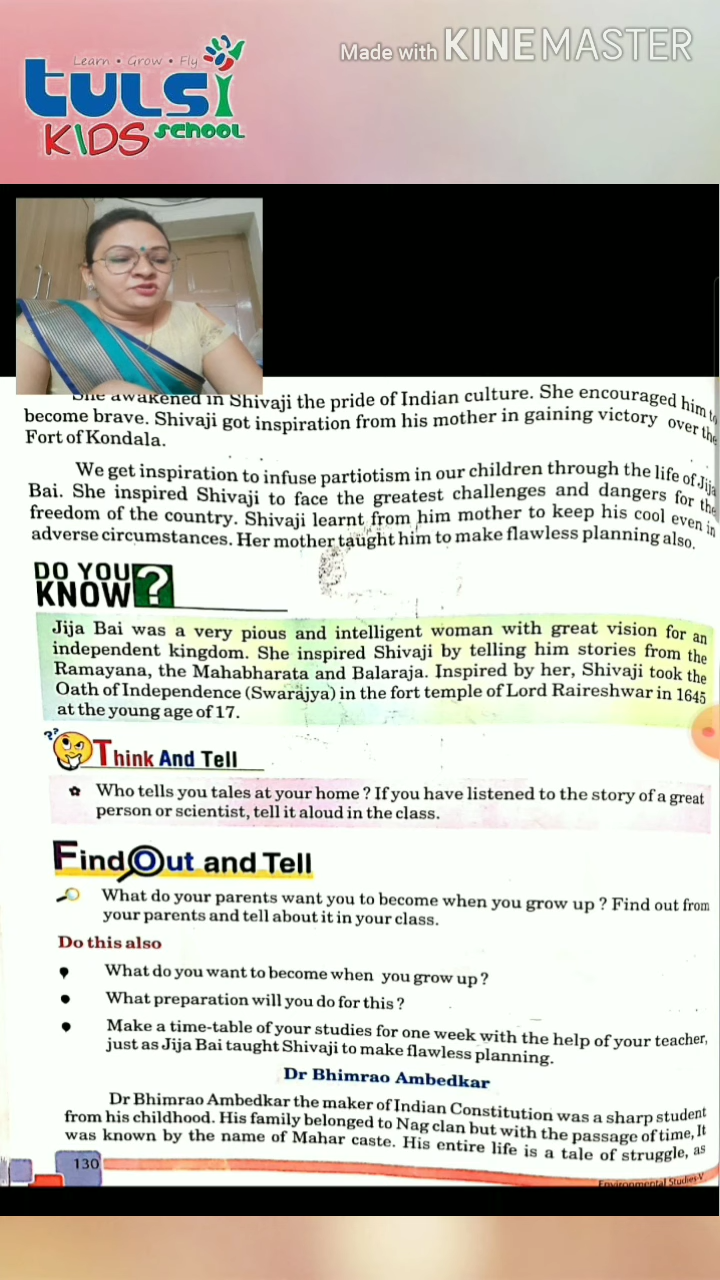 Learn • Grow • Fly
TULSI
KIDS SCHOOL
Made with KINEMASTER
She awakened in Shivaji the pride of Indian culture. She encouraged him to
become brave. Shivaji got inspiration from his mother in gaining victory over the
Fort of Kondala.
We get inspiration to infuse partiotism in our children through the life of Jija
Bai. She inspired Shivaji to face the greatest challenges and dangers for the
freedom of the country. Shivaji learnt from him mother to keep his cool even in
adverse circumstances. Her mother taught him to make flawless planning also.
DO YOU
KNOW?
Jija Bai was a very pious and intelligent woman with great vision for an
independent kingdom. She inspired Shivaji by telling him stories from the
Ramayana, the Mahabharata and Balaraja. Inspired by her, Shivaji took the
Oath of Independence (Swarajya) in the fort temple of Lord Raireshwar in 1645
at the young age of 17.
??
Think And Tell
Who tells you tales at your home ? If you have listened to the story of a great
person or scientist, tell it aloud in the class.
Find Out and Tell
What do your parents want you to become when you grow up ? Find out from
your parents and tell about it in your class.
Do this also
• What do you want to become when you grow up ?
• What preparation will you do for this ?
• Make a time-table of your studies for one week with the help of your teacher,
just as Jija Bai taught Shivaji to make flawless planning.
Dr Bhimrao Ambedkar
Dr Bhimrao Ambedkar the maker of Indian Constitution was a sharp student
from his childhood. His family belonged to Nag clan but with the passage of time, It
was known by the name of Mahar caste. His entire life is a tale of struggle, as
130
Environmental Studies-V